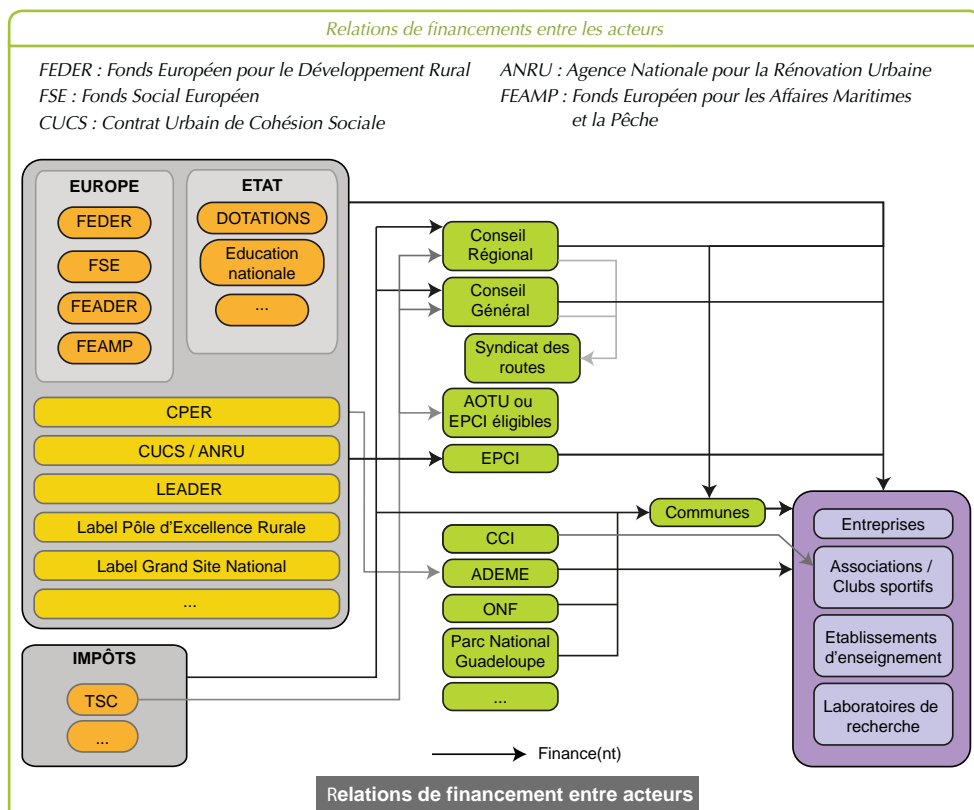 Relations de financements entre les acteurs
FEDER : Fonds Européen pour le Développement Rural
FSE : Fonds Social Européen
CUCS : Contrat Urbain de Cohésion Sociale
ANRU : Agence Nationale pour la Rénovation Urbaine
FEAMP : Fonds Européen pour les Affaires Maritimes
et la Pêche
EUROPE
FEDER
FSE
FEADER
FEAMP
ETAT
DOTATIONS
Education
nationale
...
CPER
CUCS / ANRU
LEADER
Label Pôle d'Excellence Rurale
Label Grand Site National
...
IMPÔTS
TSC
...
Conseil
Régional
Conseil
Général
Syndicat des
routes
AOTU ou
EPCI éligibles
EPCI
Communes
CCI
ADEME
ONF
Parc National
Guadeloupe
...
Entreprises
Associations /
Clubs sportifs
Etablissements
d'enseignement
Laboratoires de
recherche
Finance(nt)
Relations de financement entre acteurs